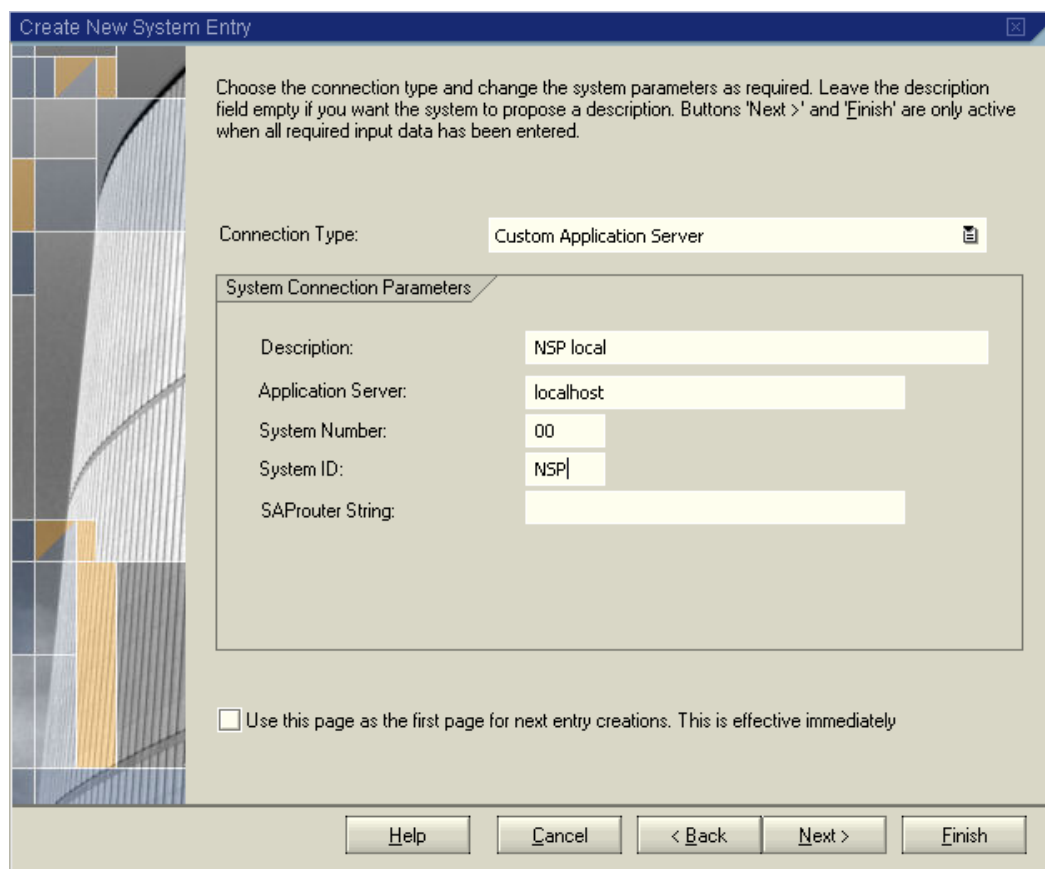 Create New System Entry
Choose the connection type and change the system parameters as required. Leave the description
field empty if you want the system to propose a description. Buttons 'Next >' and 'Finish' are only active
when all required input data has been entered.
Connection Type: Custom Application Server
System Connection Parameters
Description: NSP local
Application Server: localhost
System Number: 00
System ID: NSP
SAProuter String:
Use this page as the first page for next entry creations. This is effective immediately
Help Cancel < Back Next > Finish